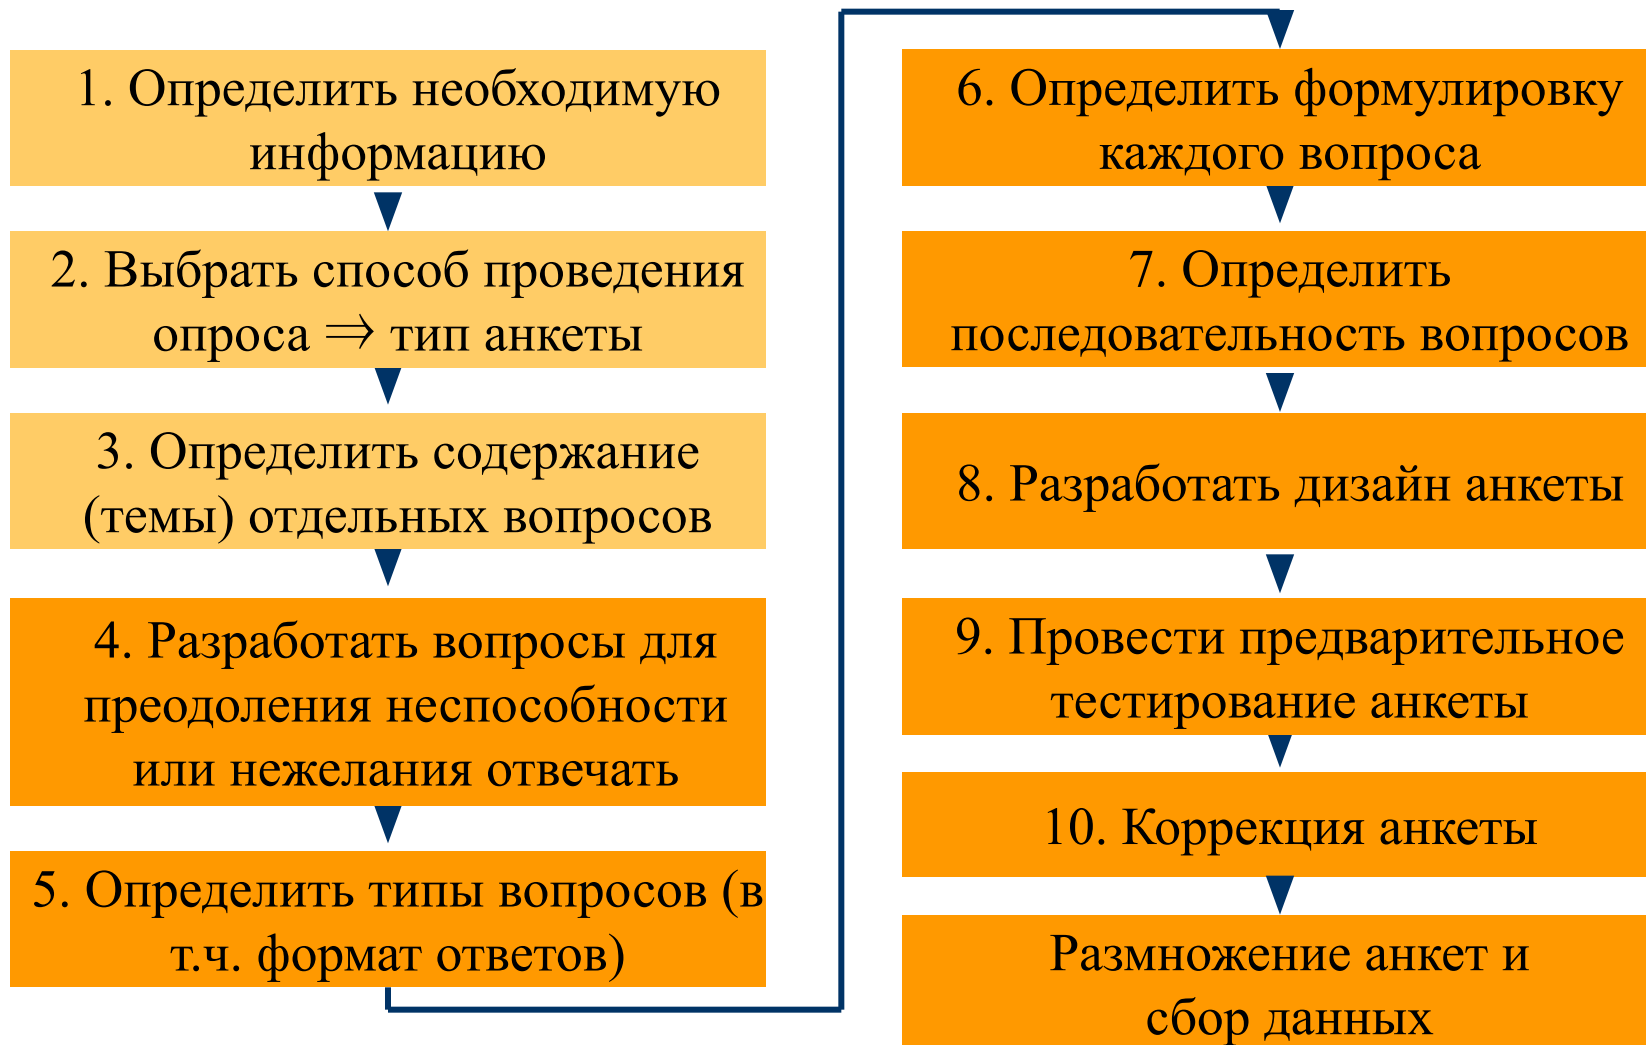 1. Определить необходимую
информацию
2. Выбрать способ проведения
опроса ⇒ тип анкеты
3. Определить содержание
(темы) отдельных вопросов
4. Разработать вопросы для
преодоления неспособности
или нежелания отвечать
5. Определить типы вопросов (в
т.ч. формат ответов)
6. Определить формулировку
каждого вопроса
7. Определить
последовательность вопросов
8. Разработать дизайн анкеты
9. Провести предварительное
тестирование анкеты
10. Коррекция анкеты
Размножение анкет и
сбор данных